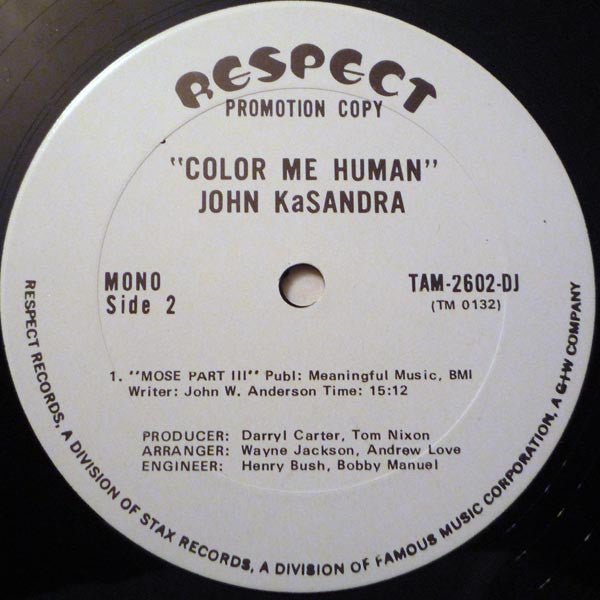 RESPECT
PROMOTION COPY
"COLOR ME HUMAN"
JOHN KaSANDRA
MONO
Side 2
TAM-2602-DJ
(TM 0132)
1. "MOSE PART III" Publ: Meaningful Music, BMI
Writer: John W. Anderson Time: 15:12
PRODUCER: Darryl Carter, Tom Nixon
ARRANGER: Wayne Jackson, Andrew Love
ENGINEER: Henry Bush, Bobby Manuel
RESPECT RECORDS, A DIVISION OF STAX RECORDS, A DIVISION OF FAMOUS MUSIC CORPORATION, A G+W COMPANY